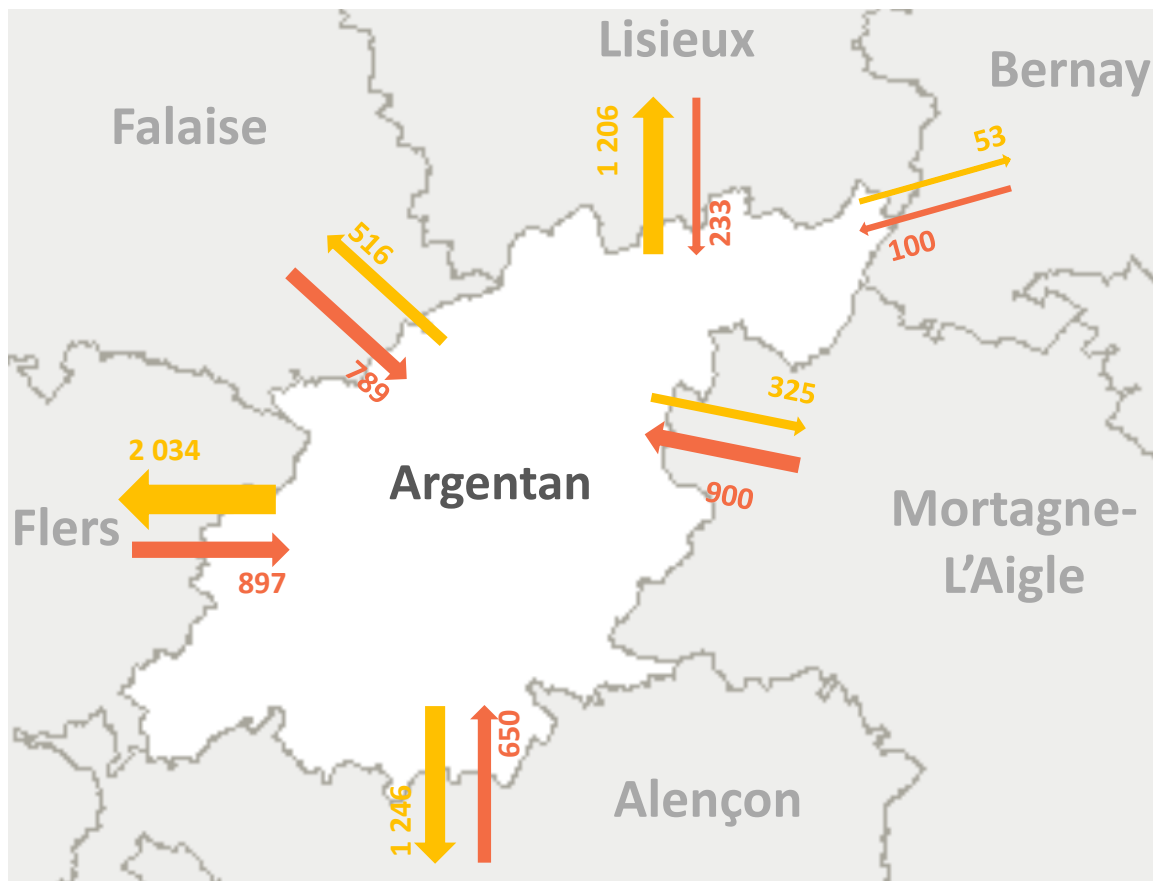 Lisieux
Bernay
Falaise
1 206
233
53
100
516
789
325
900
2 034
Argentan
Flers
897
Mortagne-
L’Aigle
650
1 246
Alençon